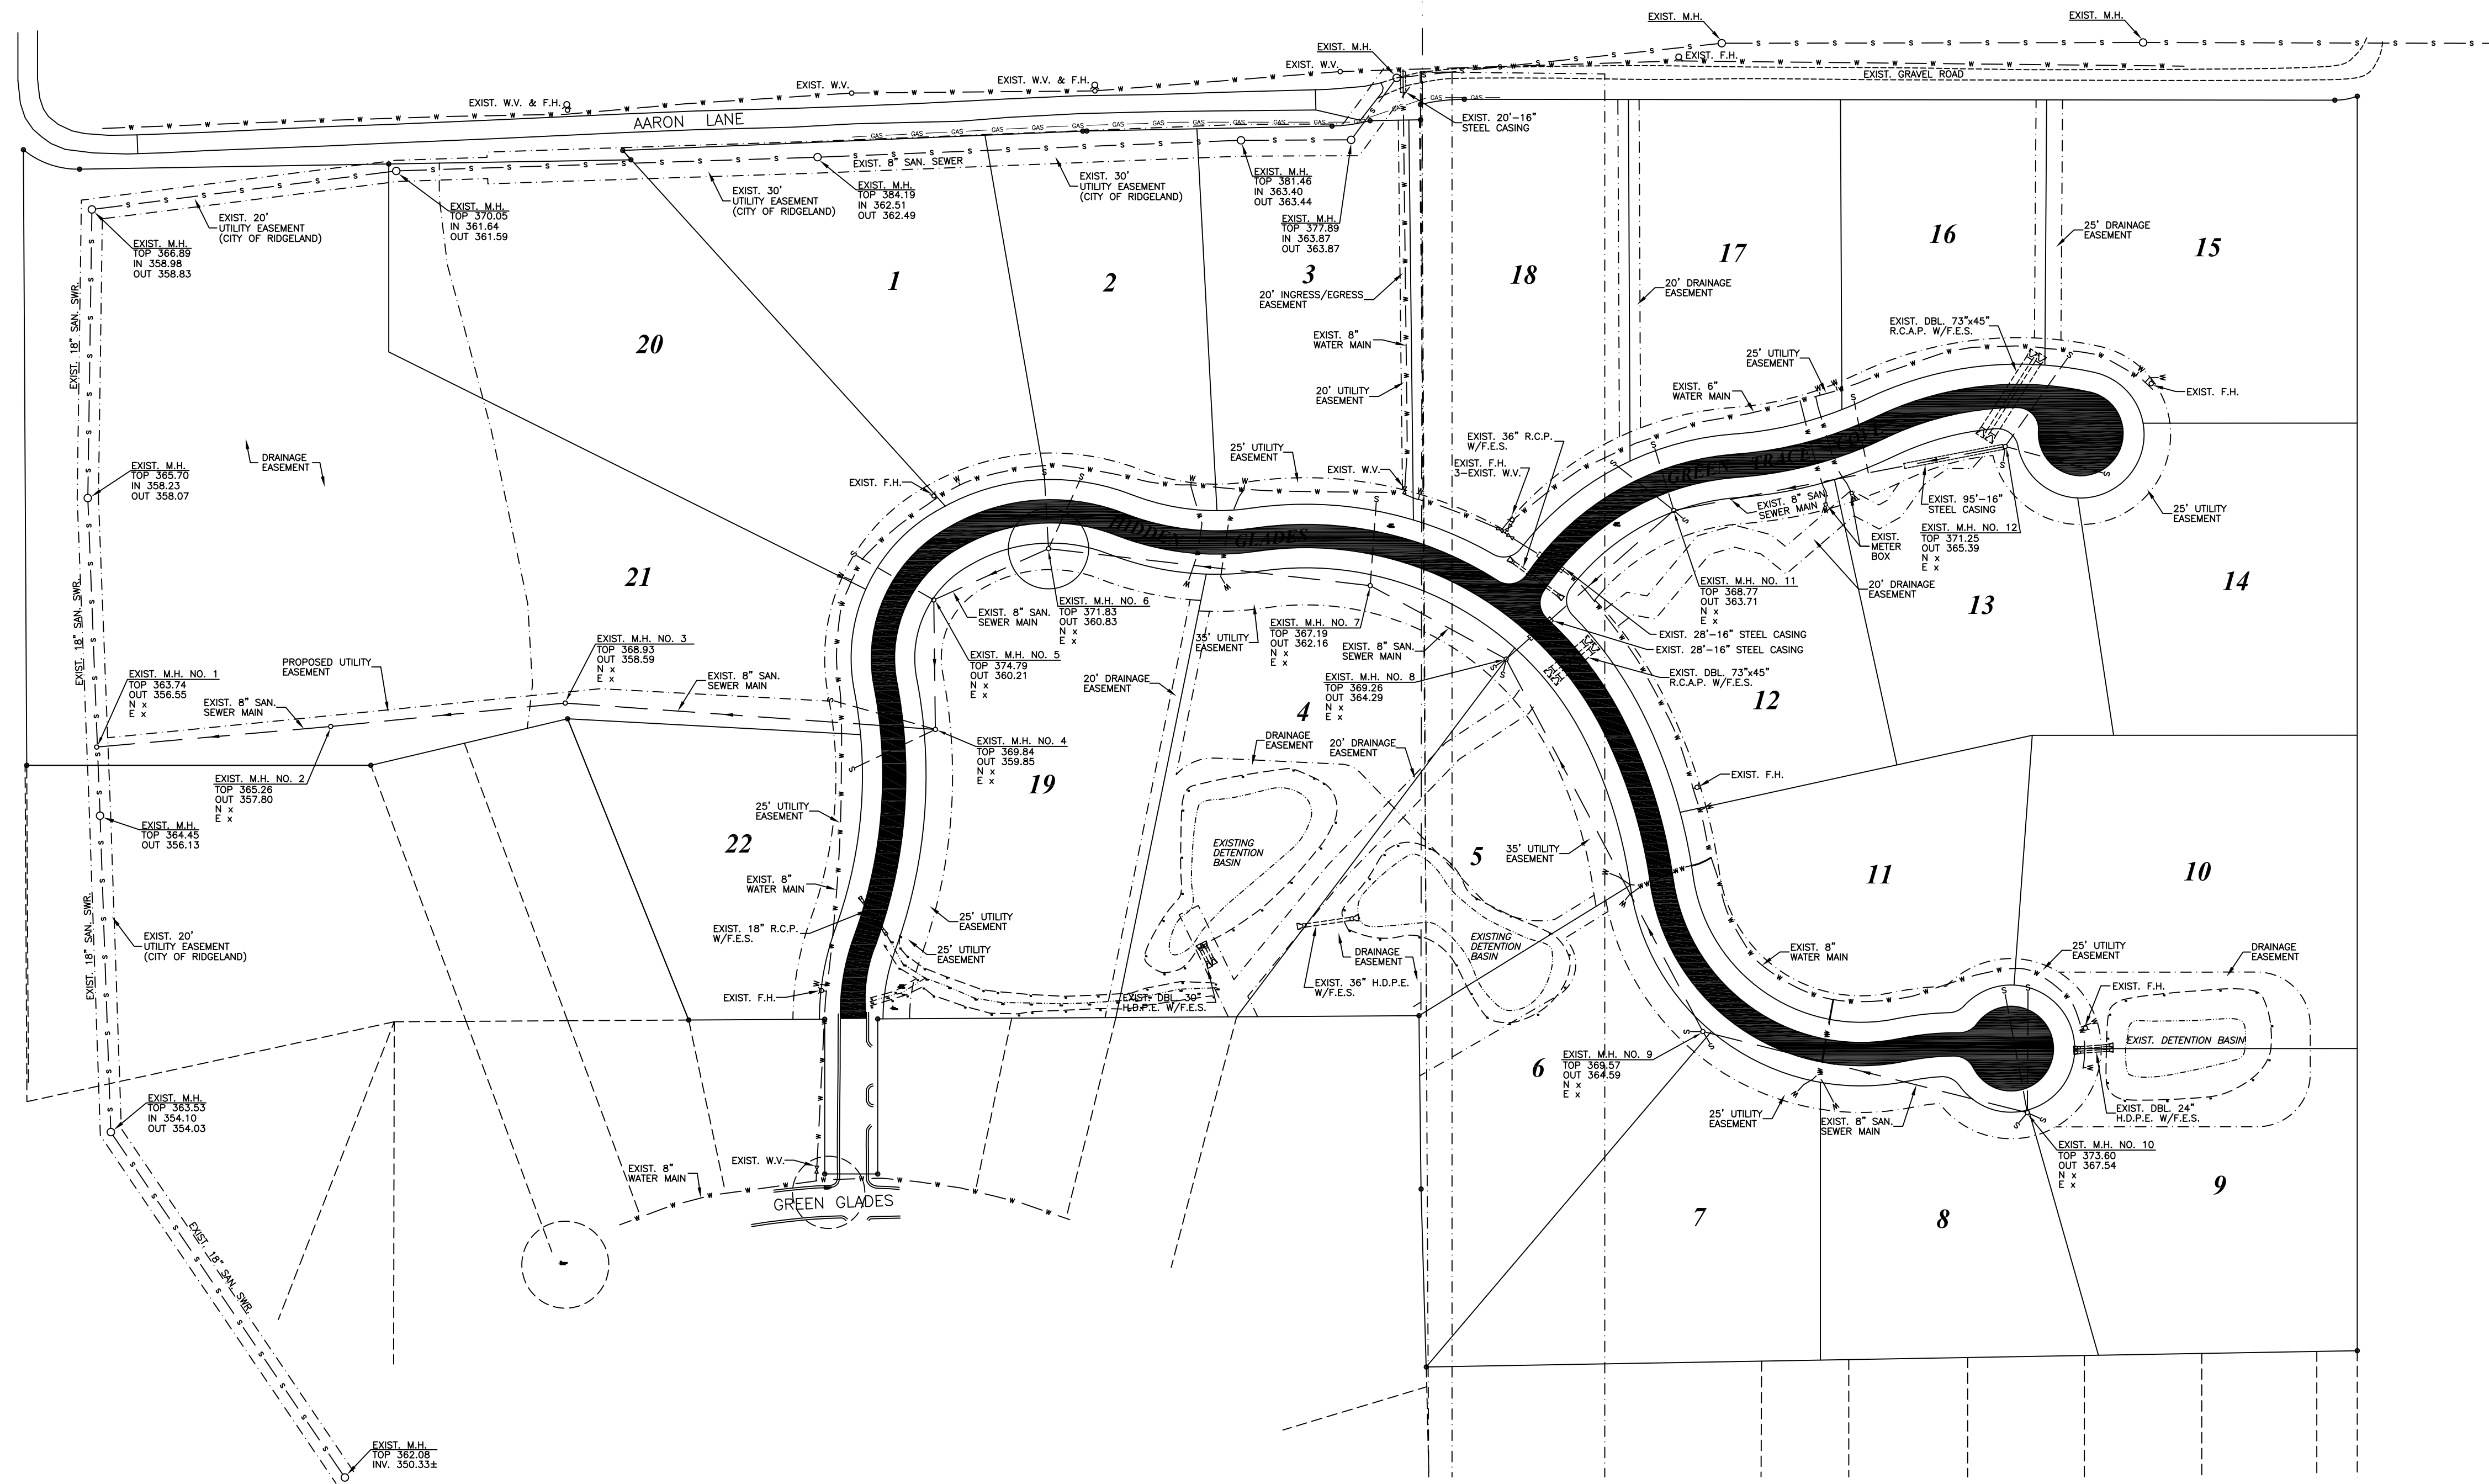 EXIST. M.H.
EXIST. M.H.
EXIST. M.H.
EXIST. F.H.
EXIST. W.V.
EXIST. W.V. & F.H.
EXIST. W.V.
EXIST. W.V. & F.H.
EXIST. GRAVEL ROAD
AARON LANE
EXIST. 20'-16"
STEEL CASING
GAS GAS GAS GAS GAS GAS GAS GAS GAS GAS GAS GAS
EXIST. 8" SAN. SEWER
EXIST. 20'
UTILITY EASEMENT
(CITY OF RIDGELAND)
EXIST. M.H.
TOP 366.89
IN 358.98
OUT 358.83
EXIST. M.H.
TOP 370.05
IN 361.64
OUT 361.59
EXIST. 30'
UTILITY EASEMENT
(CITY OF RIDGELAND)
EXIST. M.H.
TOP 384.19
IN 362.51
OUT 362.49
EXIST. 30'
UTILITY EASEMENT
(CITY OF RIDGELAND)
EXIST. M.H.
TOP 381.46
IN 363.40
OUT 363.44
EXIST. M.H.
TOP 377.89
IN 363.87
OUT 363.87
1
2
3
20' INGRESS/EGRESS
EASEMENT
EXIST. 8"
WATER MAIN
20' UTILITY
EASEMENT
18
17
16
15
25' DRAINAGE
EASEMENT
20' DRAINAGE
EASEMENT
EXIST. DBL. 73"x45"
R.C.A.P. W/F.E.S.
25' UTILITY
EASEMENT
EXIST. 6"
WATER MAIN
EXIST. F.H.
20
EXIST. 18" SAN. SWR.
DRAINAGE
EASEMENT
EXIST. M.H.
TOP 365.70
IN 358.23
OUT 358.07
EXIST. F.H.
25' UTILITY
EASEMENT
EXIST. W.V.
EXIST. 36" R.C.P.
W/F.E.S.
EXIST. F.H.
3-EXIST. W.V.
GREEN TRACE COVE
HIDDEN GLADES
EXIST. 8" SAN.
SEWER MAIN
EXIST. 95'-16"
STEEL CASING
25' UTILITY
EASEMENT
EXIST.
METER
BOX
EXIST. M.H. NO. 12
TOP 371.25
OUT 365.39
N x
E x
20' DRAINAGE
EASEMENT
EXIST. M.H. NO. 11
TOP 368.77
OUT 363.71
N x
E x
13
14
21
EXIST. 8" SAN.
SEWER MAIN
EXIST. M.H. NO. 6
TOP 371.83
OUT 360.83
N x
E x
35' UTILITY
EASEMENT
EXIST. M.H. NO. 7
TOP 367.19
OUT 362.16
N x
E x
EXIST. 8" SAN.
SEWER MAIN
EXIST. 28'-16" STEEL CASING
EXIST. 28'-16" STEEL CASING
EXIST. DBL. 73"x45"
R.C.A.P. W/F.E.S.
EXIST. M.H. NO. 8
TOP 369.26
OUT 364.29
N x
E x
12
EXIST. 18" SAN. SWR.
EXIST. M.H. NO. 1
TOP 363.74
OUT 356.55
N x
E x
PROPOSED UTILITY
EASEMENT
EXIST. 8" SAN.
SEWER MAIN
EXIST. M.H. NO. 3
TOP 368.93
OUT 358.59
N x
E x
EXIST. 8" SAN.
SEWER MAIN
EXIST. M.H. NO. 5
TOP 374.79
OUT 360.21
N x
E x
20' DRAINAGE
EASEMENT
4
DRAINAGE
EASEMENT
20' DRAINAGE
EASEMENT
EXIST. M.H. NO. 4
TOP 369.84
OUT 359.85
N x
E x
19
EXIST. M.H. NO. 2
TOP 365.26
OUT 357.80
N x
E x
EXIST. M.H.
TOP 364.45
OUT 356.13
EXIST. F.H.
25' UTILITY
EASEMENT
22
EXIST. 8"
WATER MAIN
EXISTING
DETENTION
BASIN
5
35' UTILITY
EASEMENT
11
10
EXIST. 18" SAN. SWR.
EXIST. 20'
UTILITY EASEMENT
(CITY OF RIDGELAND)
EXIST. 18" R.C.P.
W/F.E.S.
25' UTILITY
EASEMENT
25' UTILITY
EASEMENT
EXISTING
DETENTION
BASIN
DRAINAGE
EASEMENT
EXIST. 36" H.D.P.E.
W/F.E.S.
EXIST. 8"
WATER MAIN
25' UTILITY
EASEMENT
DRAINAGE
EASEMENT
EXIST. F.H.
EXIST. F.H.
EXIST. DBL. 30"
H.D.P.E. W/F.E.S.
EXIST. DETENTION BASIN
6
EXIST. M.H. NO. 9
TOP 369.57
OUT 364.59
N x
E x
EXIST. M.H.
TOP 363.53
IN 354.10
OUT 354.03
25' UTILITY
EASEMENT
EXIST. 8" SAN.
SEWER MAIN
EXIST. DBL. 24"
H.D.P.E. W/F.E.S.
EXIST. M.H. NO. 10
TOP 373.60
OUT 367.54
N x
E x
EXIST. 8"
WATER MAIN
EXIST. W.V.
GREEN GLADES
7
8
9
EXIST. 18" SAN. SWR.
EXIST. M.H.
TOP 362.08
INV. 350.33±